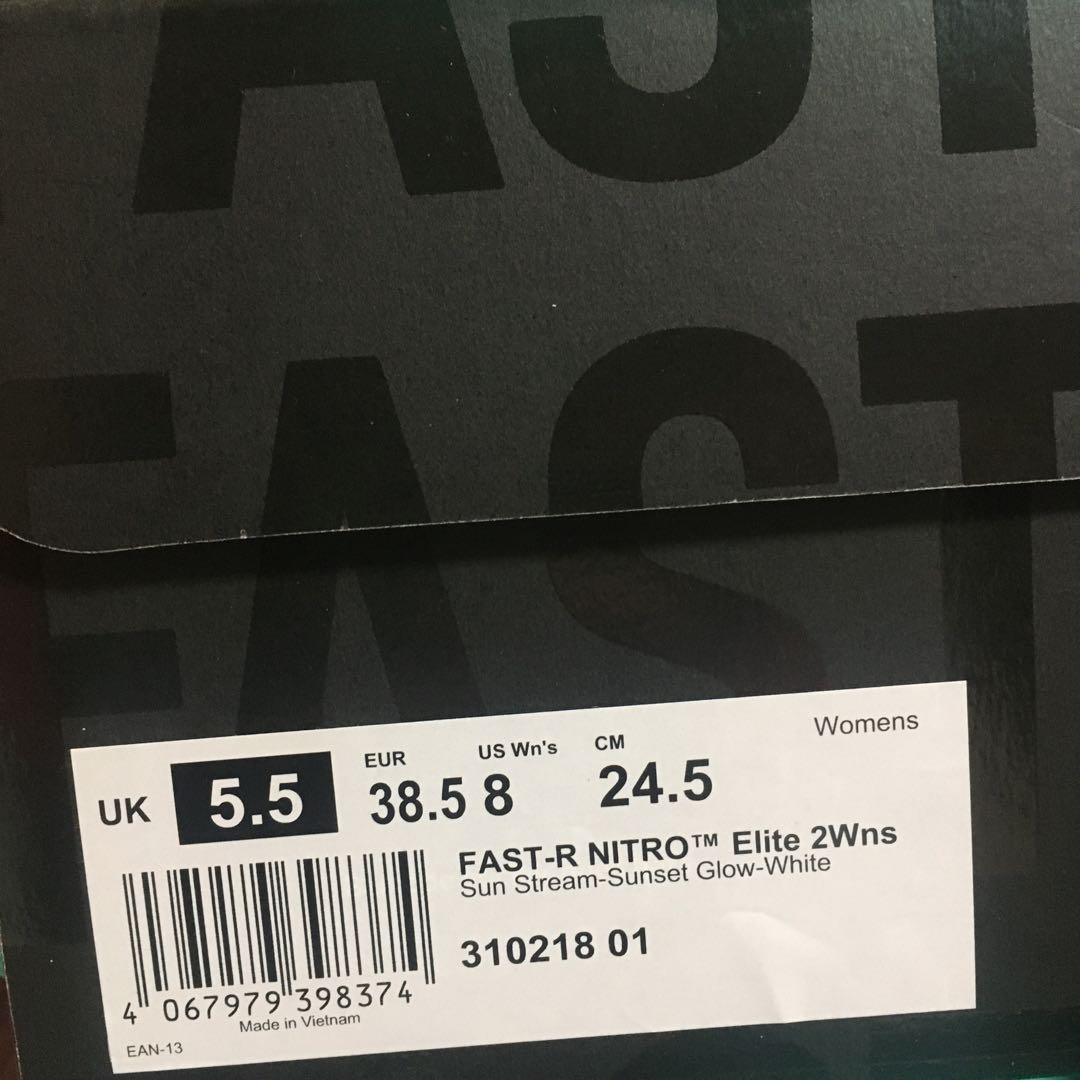 FAST
FAST
Womens
UK 5.5 EUR 38.5 US Wn's 8 CM 24.5
FAST-R NITRO™ Elite 2Wns
Sun Stream-Sunset Glow-White
310218 01
4 067979 398374
Made in Vietnam
EAN-13